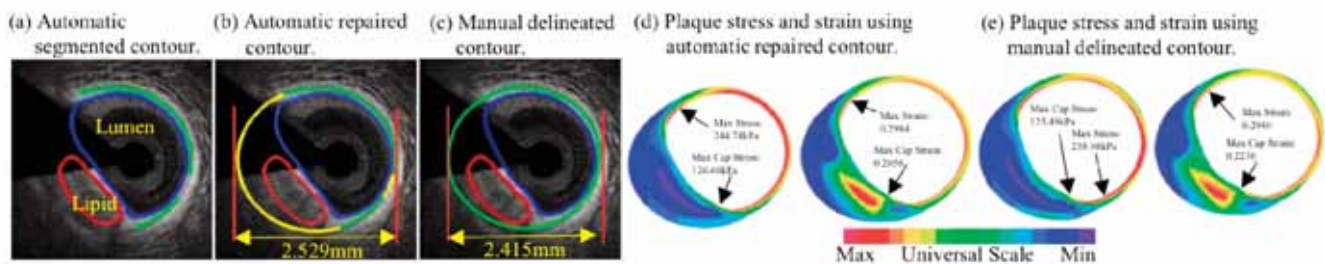 (a) Automatic
segmented contour.
(b) Automatic repaired
contour.
(c) Manual delineated
contour.
(d) Plaque stress and strain using
automatic repaired contour.
(e) Plaque stress and strain using
manual delineated contour.
Lumen
Lipid
2.529mm
2.415mm
Max Stress:
Max Cap Stress:
Max Strain:
Max Cap Strain:
Max Cap Stress:
Max Stress:
Max Strain:
Max Cap Strain:
Max Universal Scale Min